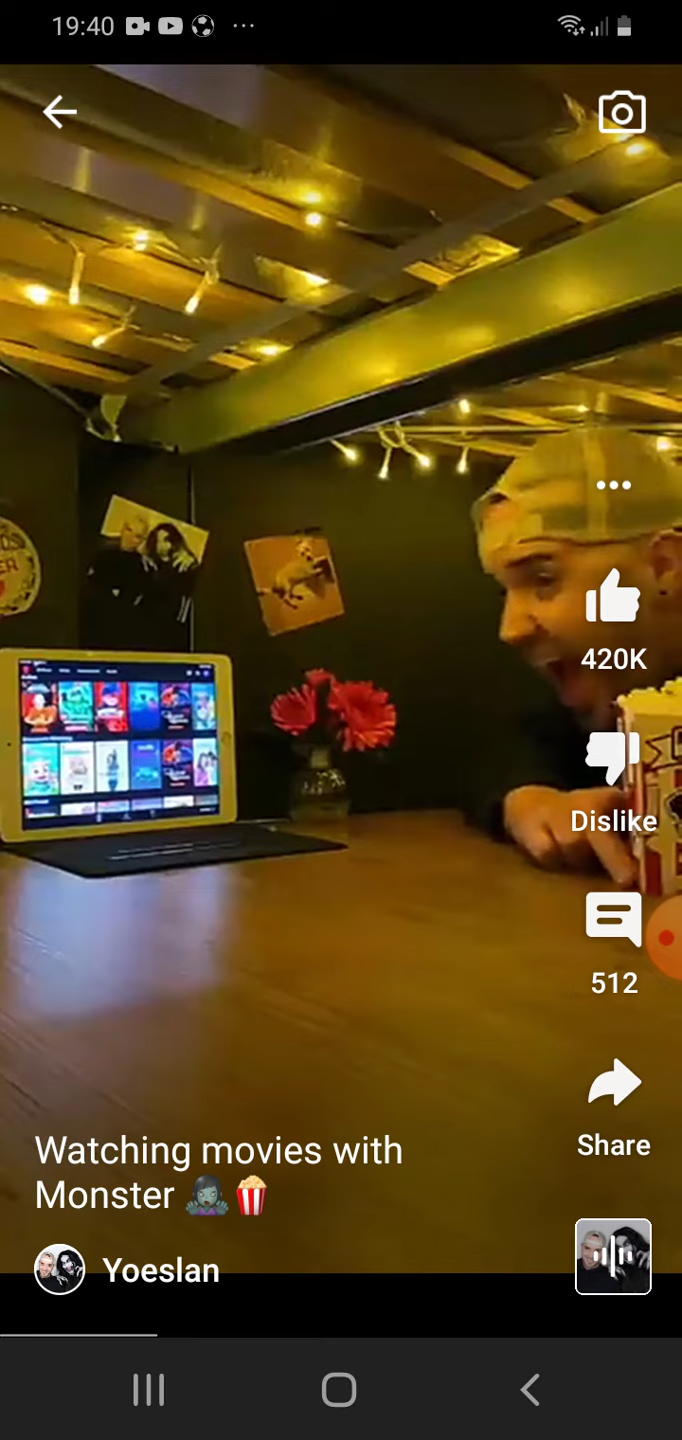 19:40
420K
Dislike
512
Share
Watching movies with
Monster 🧟‍♀️🍿
Yoeslan